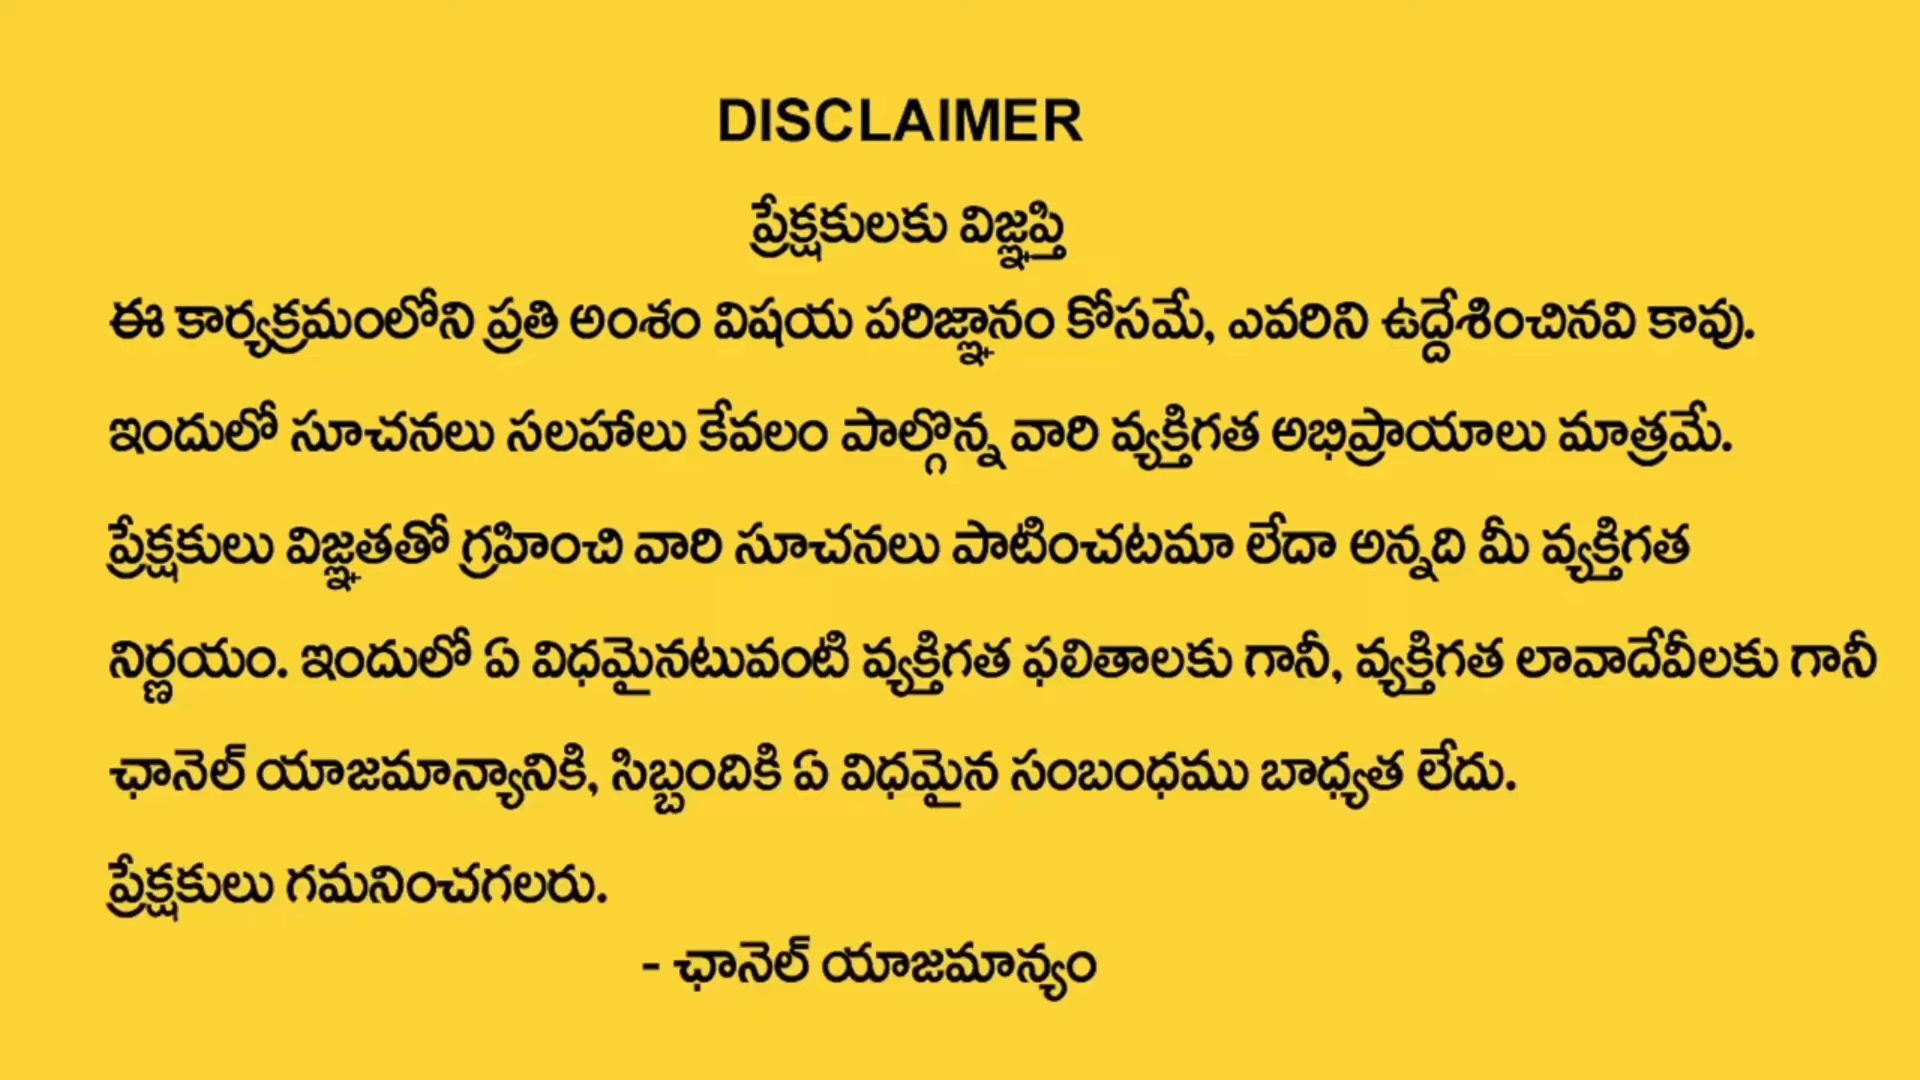 DISCLAIMER
ప్రేక్షకులకు విజ్ఞప్తి
ఈ కార్యక్రమంలోని ప్రతి అంశం విషయ పరిజ్ఞానం కోసమే, ఎవరిని ఉద్దేశించినవి కావు.
ఇందులో సూచనలు సలహాలు కేవలం పాల్గొన్న వారి వ్యక్తిగత అభిప్రాయాలు మాత్రమే.
ప్రేక్షకులు విజ్ఞతతో గ్రహించి వారి సూచనలు పాటించటమా లేదా అన్నది మీ వ్యక్తిగత
నిర్ణయం. ఇందులో ఏ విధమైనటువంటి వ్యక్తిగత ఫలితాలకు గానీ, వ్యక్తిగత లావాదేవీలకు గానీ
ఛానెల్ యాజమాన్యానికి, సిబ్బందికి ఏ విధమైన సంబంధము బాధ్యత లేదు.
ప్రేక్షకులు గమనించగలరు.
- ఛానెల్ యాజమాన్యం